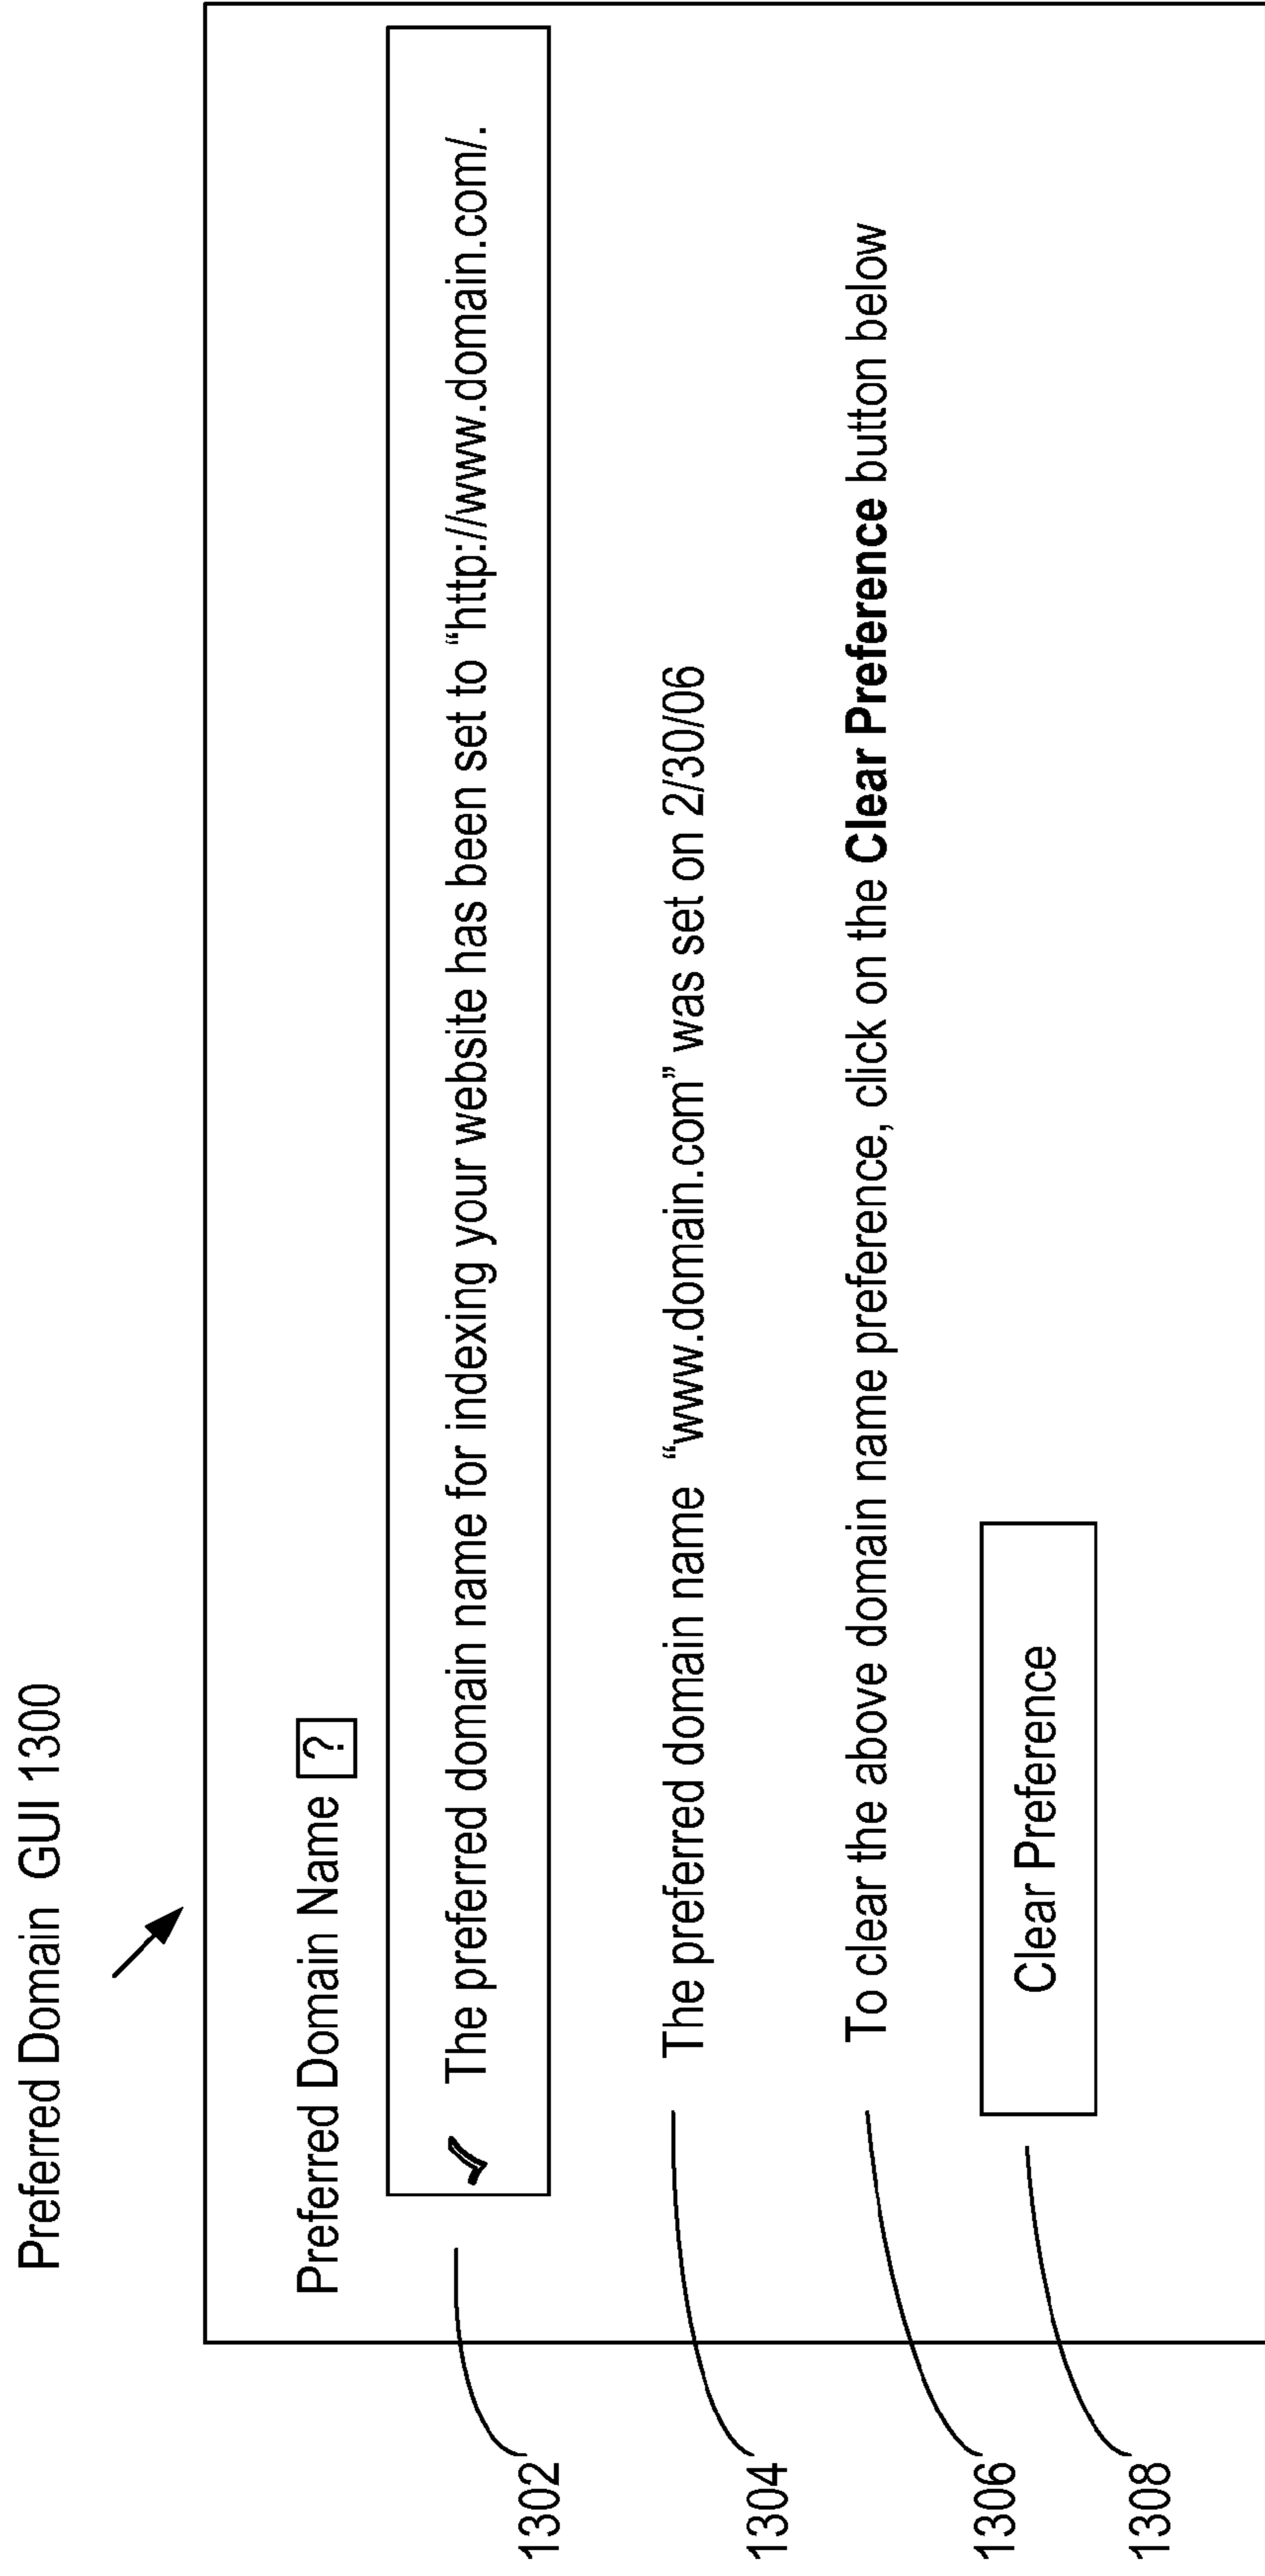 Preferred Domain GUI 1300
Preferred Domain Name ?
The preferred domain name for indexing your website has been set to “http://www.domain.com/.
1302
The preferred domain name “www.domain.com” was set on 2/30/06
1304
To clear the above domain name preference, click on the Clear Preference button below
1306
Clear Preference
1308